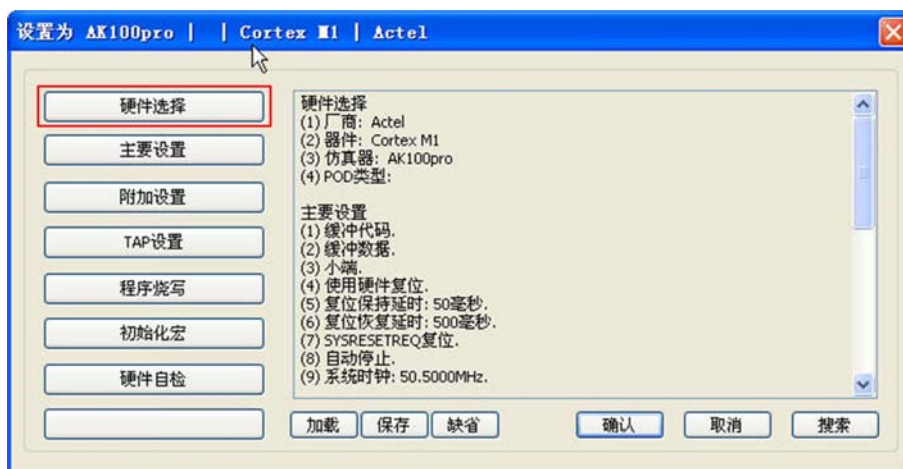 设置为 AK100pro | | Cortex M1 | Actel
硬件选择
主要设置
附加设置
TAP设置
程序烧写
初始化宏
硬件自检
硬件选择
(1) 厂商: Actel
(2) 器件: Cortex M1
(3) 仿真器: AK100pro
(4) POD类型:
主要设置
(1) 缓冲代码.
(2) 缓冲数据.
(3) 小端.
(4) 使用硬件复位.
(5) 复位保持延时: 50毫秒.
(6) 复位恢复延时: 500毫秒.
(7) SYSRESETREQ复位.
(8) 自动停止.
(9) 系统时钟: 50.5000MHz.
加载 保存 缺省 确认 取消 搜索